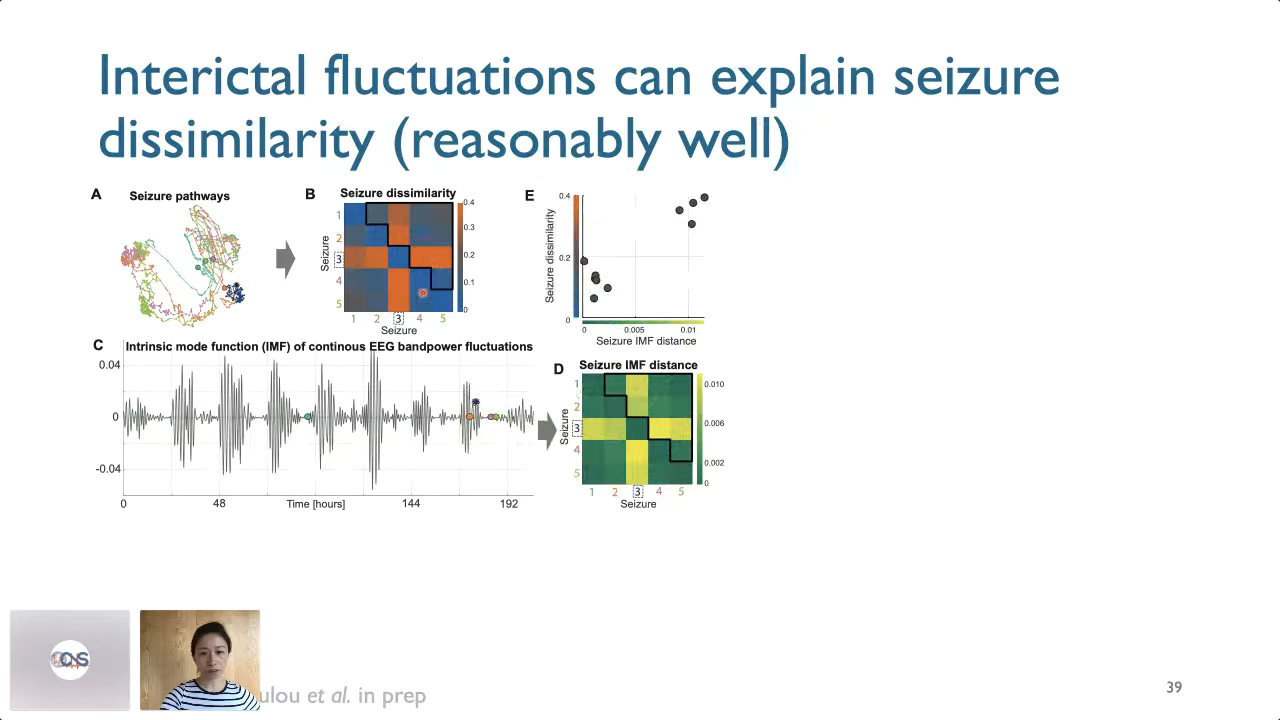 Interictal fluctuations can explain seizure
dissimilarity (reasonably well)
A Seizure pathways
B Seizure dissimilarity
Seizure
1
2
3
4
5
1 2 3 4 5
Seizure
0.4
0.3
0.2
0.1
0
E
Seizure dissimilarity
0.4
0.2
0
0 0.005 0.01
Seizure IMF distance
C Intrinsic mode function (IMF) of continous EEG bandpower fluctuations
0.04
0
-0.04
0 48 Time [hours] 144 192
D Seizure IMF distance
Seizure
1
2
3
4
5
1 2 3 4 5
Seizure
0.010
0.006
0.002
0
ONS
ulou et al. in prep
39